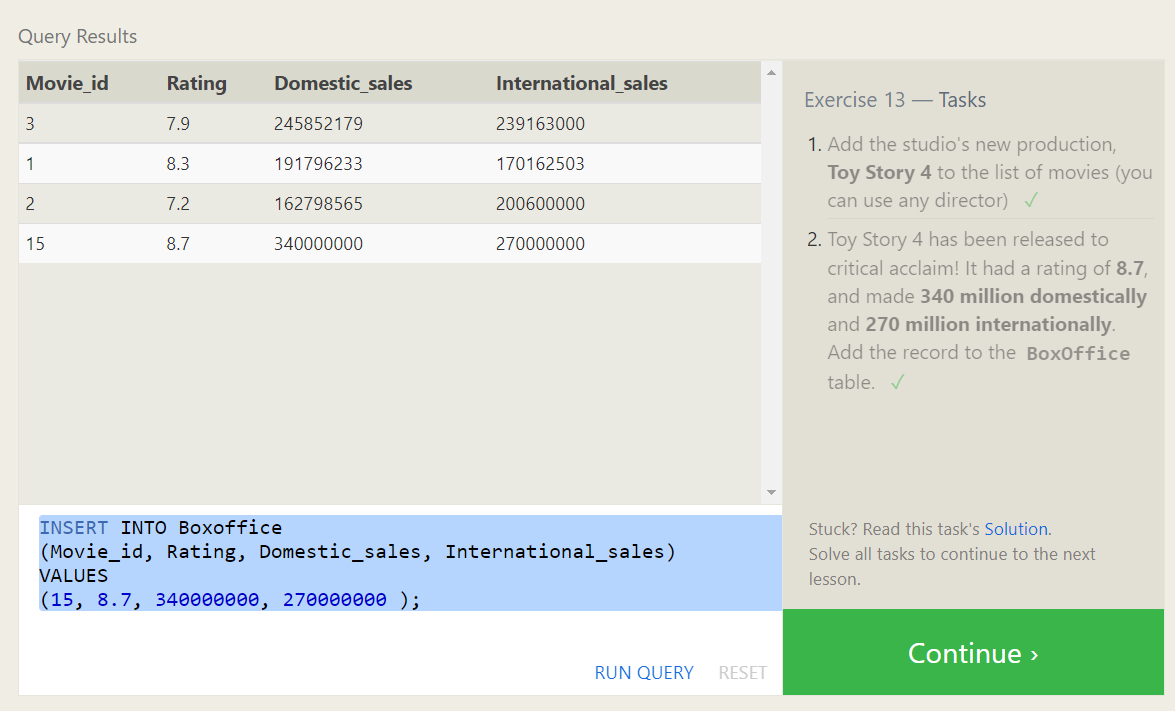 Query Results
Movie_id Rating Domestic_sales International_sales
3 7.9 245852179 239163000
1 8.3 191796233 170162503
2 7.2 162798565 200600000
15 8.7 340000000 270000000
INSERT INTO Boxoffice
(Movie_id, Rating, Domestic_sales, International_sales)
VALUES
(15, 8.7, 340000000, 270000000 );
RUN QUERY RESET
Exercise 13 — Tasks
1. Add the studio's new production,
Toy Story 4 to the list of movies (you
can use any director) ✓
2. Toy Story 4 has been released to
critical acclaim! It had a rating of 8.7,
and made 340 million domestically
and 270 million internationally.
Add the record to the BoxOffice
table. ✓
Stuck? Read this task's Solution.
Solve all tasks to continue to the next
lesson.
Continue ›